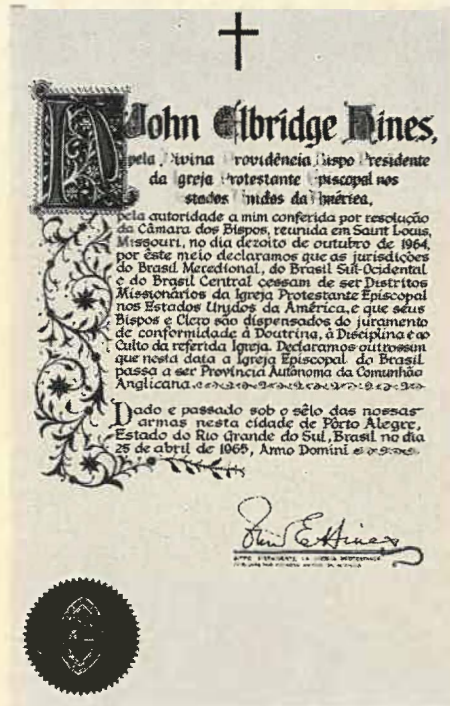 John Elbridge Hines,
pela Divina Providência Bispo Presidente
da Igreja Protestante Episcopal nos
stados Unidos da América,
pela autoridade a mim conferida por resolução
da Câmara dos Bispos, reunida em Saint Louis,
Missouri, no dia dezoito de outubro de 1964,
por êste meio declaramos que as jurisdições
do Brasil Meredional, do Brasil Sul-Ocidental
e do Brasil Central cessam de ser Distritos
Missionários da Igreja Protestante Episcopal
nos Estados Unydos da América, e que seus
Bispos e Clero são dispensados do juramento
de conformidade à Doutrina, à Disciplina e ao
Culto da referida Igreja. Declaramos outrossim
que nesta data a Igreja Episcopal do Brasil
passa a ser Província Autônoma da Comunhão
Anglicana.
Dado e passado sob o sêlo das nossas
armas nesta cidade de Pôrto Alegre,
Estado do Rio Grande do Sul, Brasil no dia
25 de abril de 1965, Anno Domini
John E. Hines